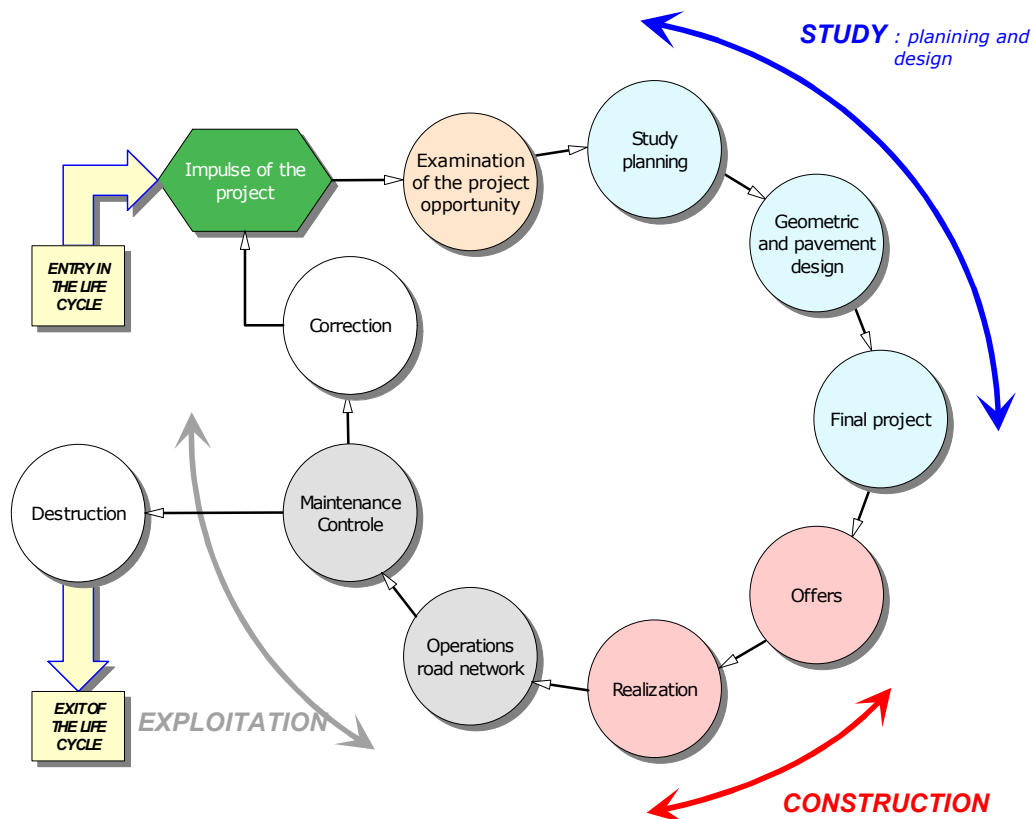 STUDY : planining and
design
Impulse of the
project
Examination
of the project
opportunity
Study
planning
Geometric
and pavement
design
ENTRY IN
THE LIFE
CYCLE
Correction
Final project
Destruction
Maintenance
Controle
Offers
Operations
road network
Realization
EXIT OF
THE LIFE
CYCLE
EXPLOITATION
CONSTRUCTION